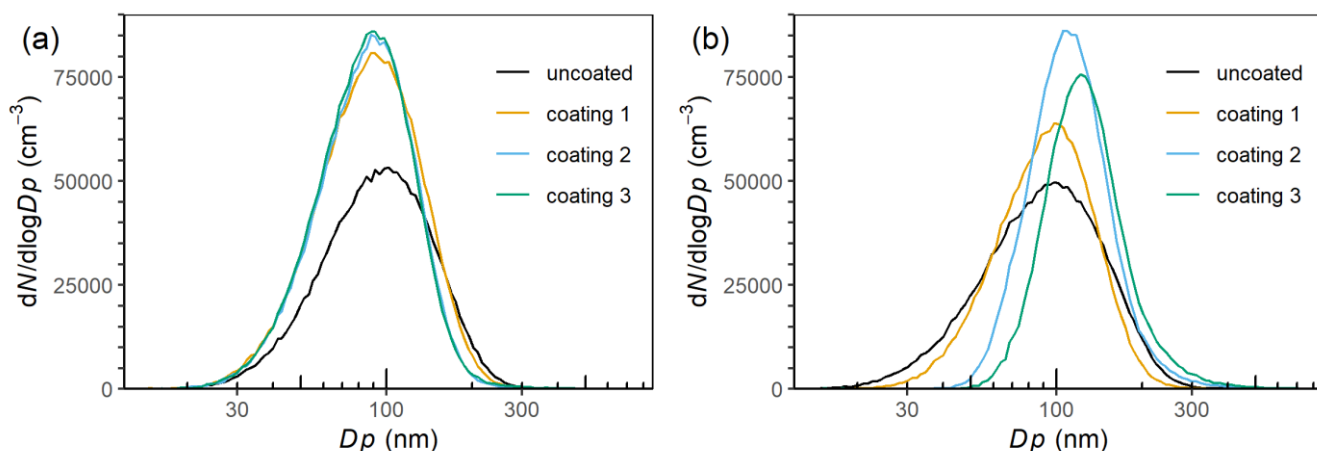 (a)
dN/dlogDp (cm⁻³)
75000
50000
25000
0
uncoated
coating 1
coating 2
coating 3
30
100
300
Dp (nm)
(b)
dN/dlogDp (cm⁻³)
75000
50000
25000
0
uncoated
coating 1
coating 2
coating 3
30
100
300
Dp (nm)